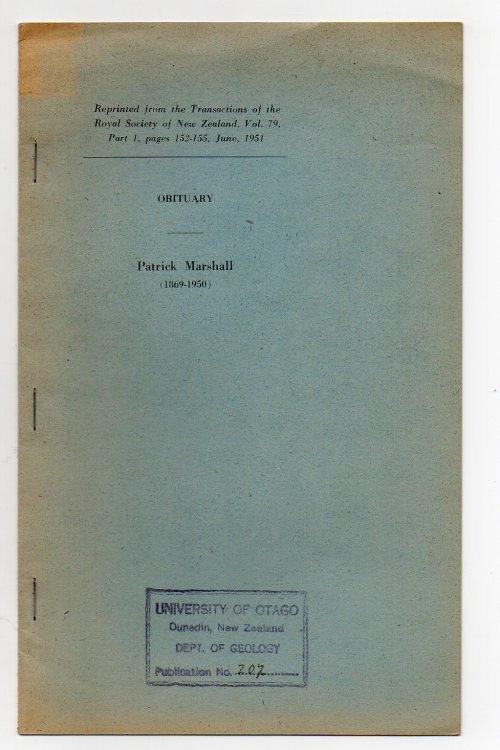 Reprinted from the Transactions of the
Royal Society of New Zealand, Vol. 79,
Part 1, pages 152-155, June, 1951
OBITUARY
Patrick Marshall
(1869-1950)
UNIVERSITY OF OTAGO
Dunedin, New Zealand
DEPT. OF GEOLOGY
Publication No. 207